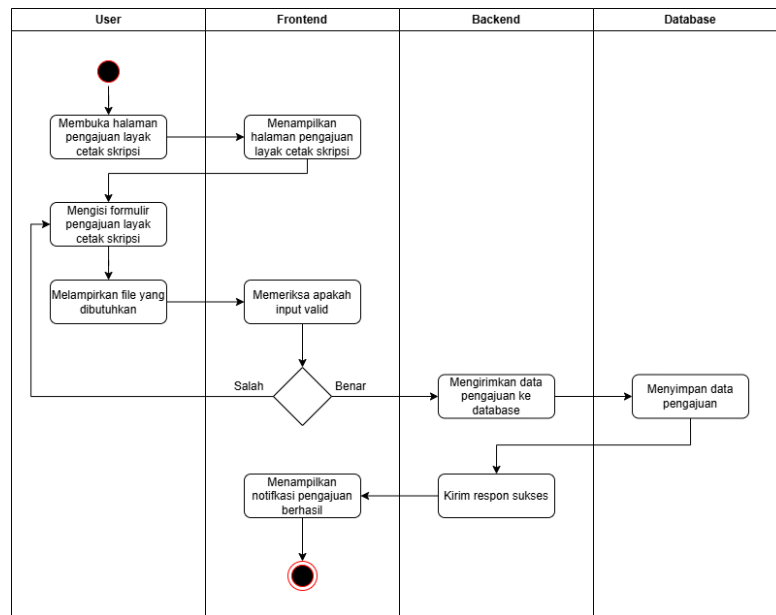 User
Frontend
Backend
Database
Membuka halaman
pengajuan layak
cetak skripsi
Menampilkan
halaman pengajuan
layak cetak skripsi
Mengisi formulir
pengajuan layak
cetak skripsi
Melampirkan file yang
dibutuhkan
Memeriksa apakah
input valid
Salah
Benar
Mengirimkan data
pengajuan ke
database
Menyimpan data
pengajuan
Menampilkan
notifkasi pengajuan
berhasil
Kirim respon sukses